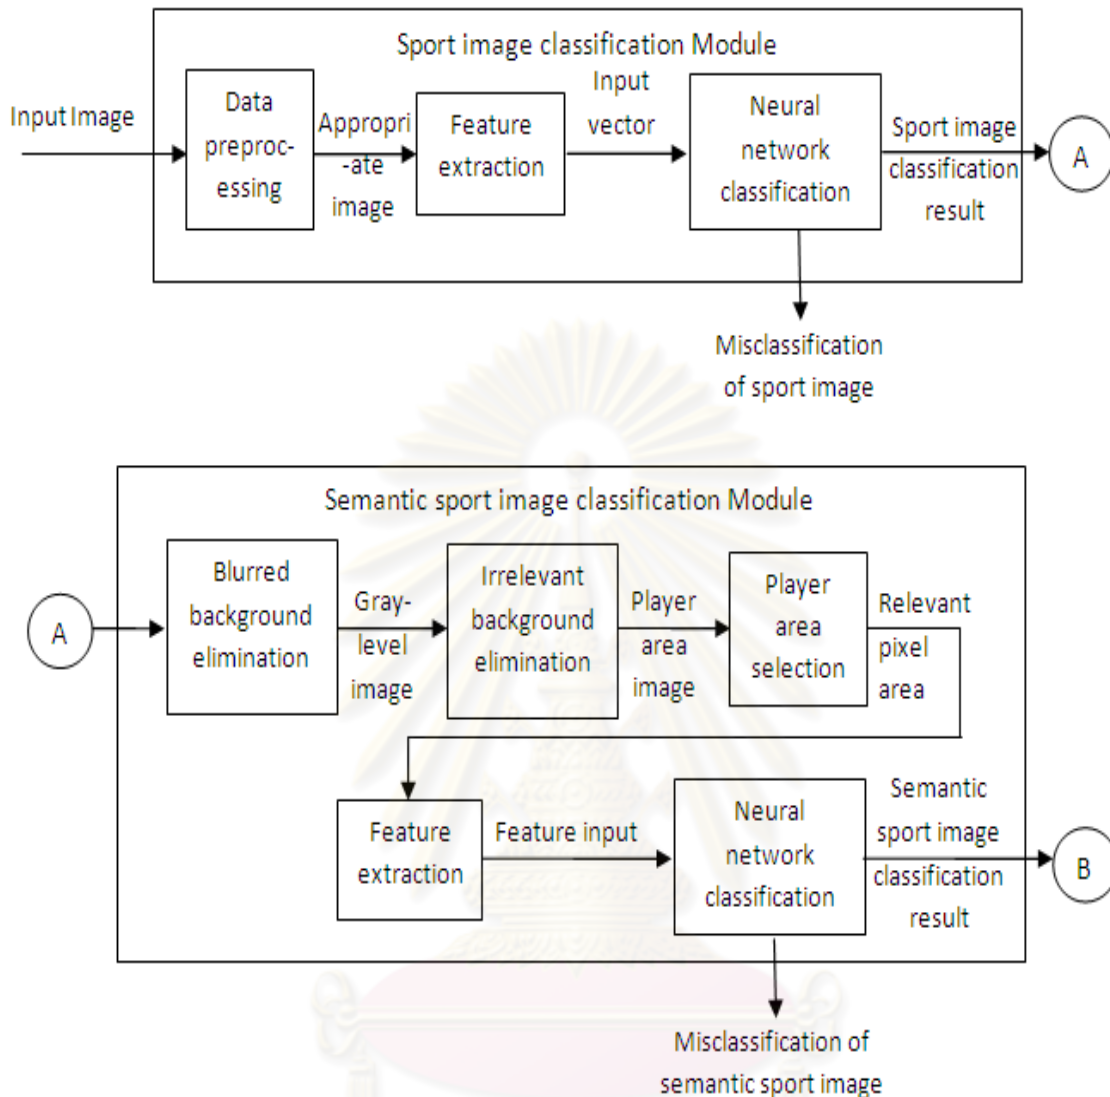 Sport image classification Module
Input Image
Data
preproc-
essing
Appropri
-ate
image
Feature
extraction
Input
vector
Neural
network
classification
Sport image
classification
result
A
Misclassification
of sport image
Semantic sport image classification Module
A
Blurred
background
elimination
Gray-
level
image
Irrelevant
background
elimination
Player
area
image
Player
area
selection
Relevant
pixel
area
Feature
extraction
Feature input
Neural
network
classification
Semantic
sport image
classification
result
B
Misclassification of
semantic sport image